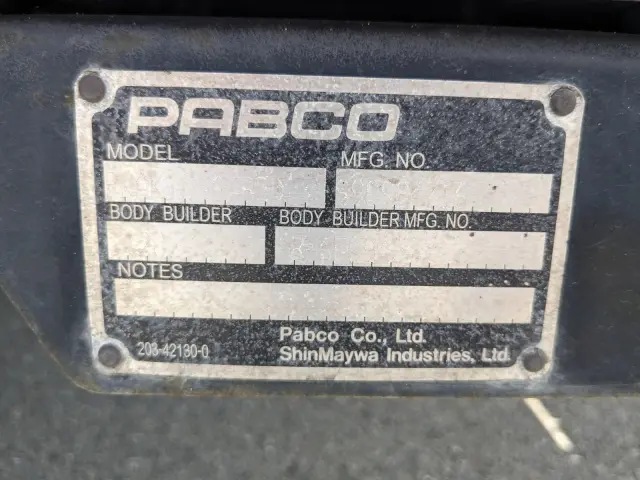 PABCO
MODEL MFG. NO.
BODY BUILDER BODY BUILDER MFG. NO.
NOTES
203-42130-0
Pabco Co., Ltd.
ShinMaywa Industries, Ltd.